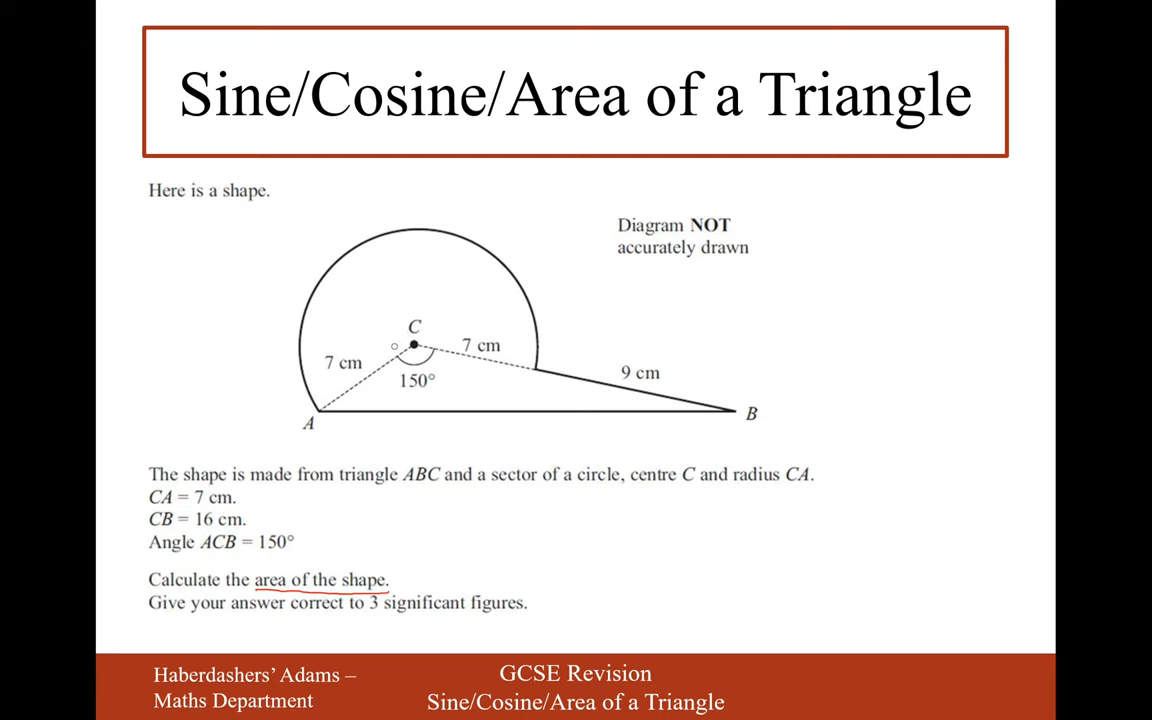 Sine/Cosine/Area of a Triangle
Here is a shape.
Diagram NOT
accurately drawn
C
7 cm
7 cm
150°
9 cm
A
B
The shape is made from triangle ABC and a sector of a circle, centre C and radius CA.
CA = 7 cm.
CB = 16 cm.
Angle ACB = 150°
Calculate the area of the shape.
Give your answer correct to 3 significant figures.
Haberdashers’ Adams –
Maths Department
GCSE Revision
Sine/Cosine/Area of a Triangle